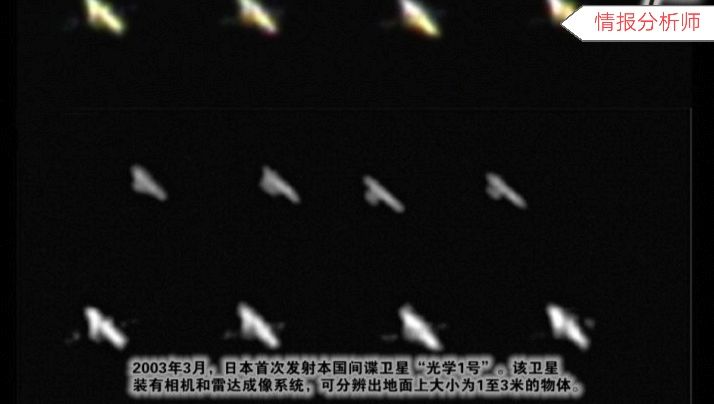 情报分析师
2003年3月，日本首次发射本国间谍卫星“光学1号”。该卫星
装有相机和雷达成像系统，可分辨出地面上大小为1至3米的物体。